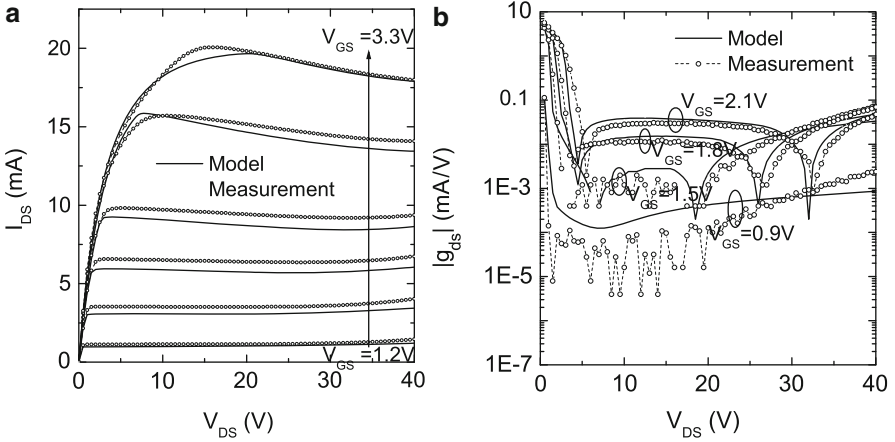 a
I_DS (mA)
20
15
10
5
0
V_GS =3.3V
Model
Measurement
V_GS =1.2V
0 10 20 30 40
V_DS (V)
b
|g_ds| (mA/V)
10
0.1
1E-3
1E-5
1E-7
Model
Measurement
V_GS =2.1V
V_GS =1.8V
V_GS =1.5V
V_GS =0.9V
0 10 20 30 40
V_DS (V)